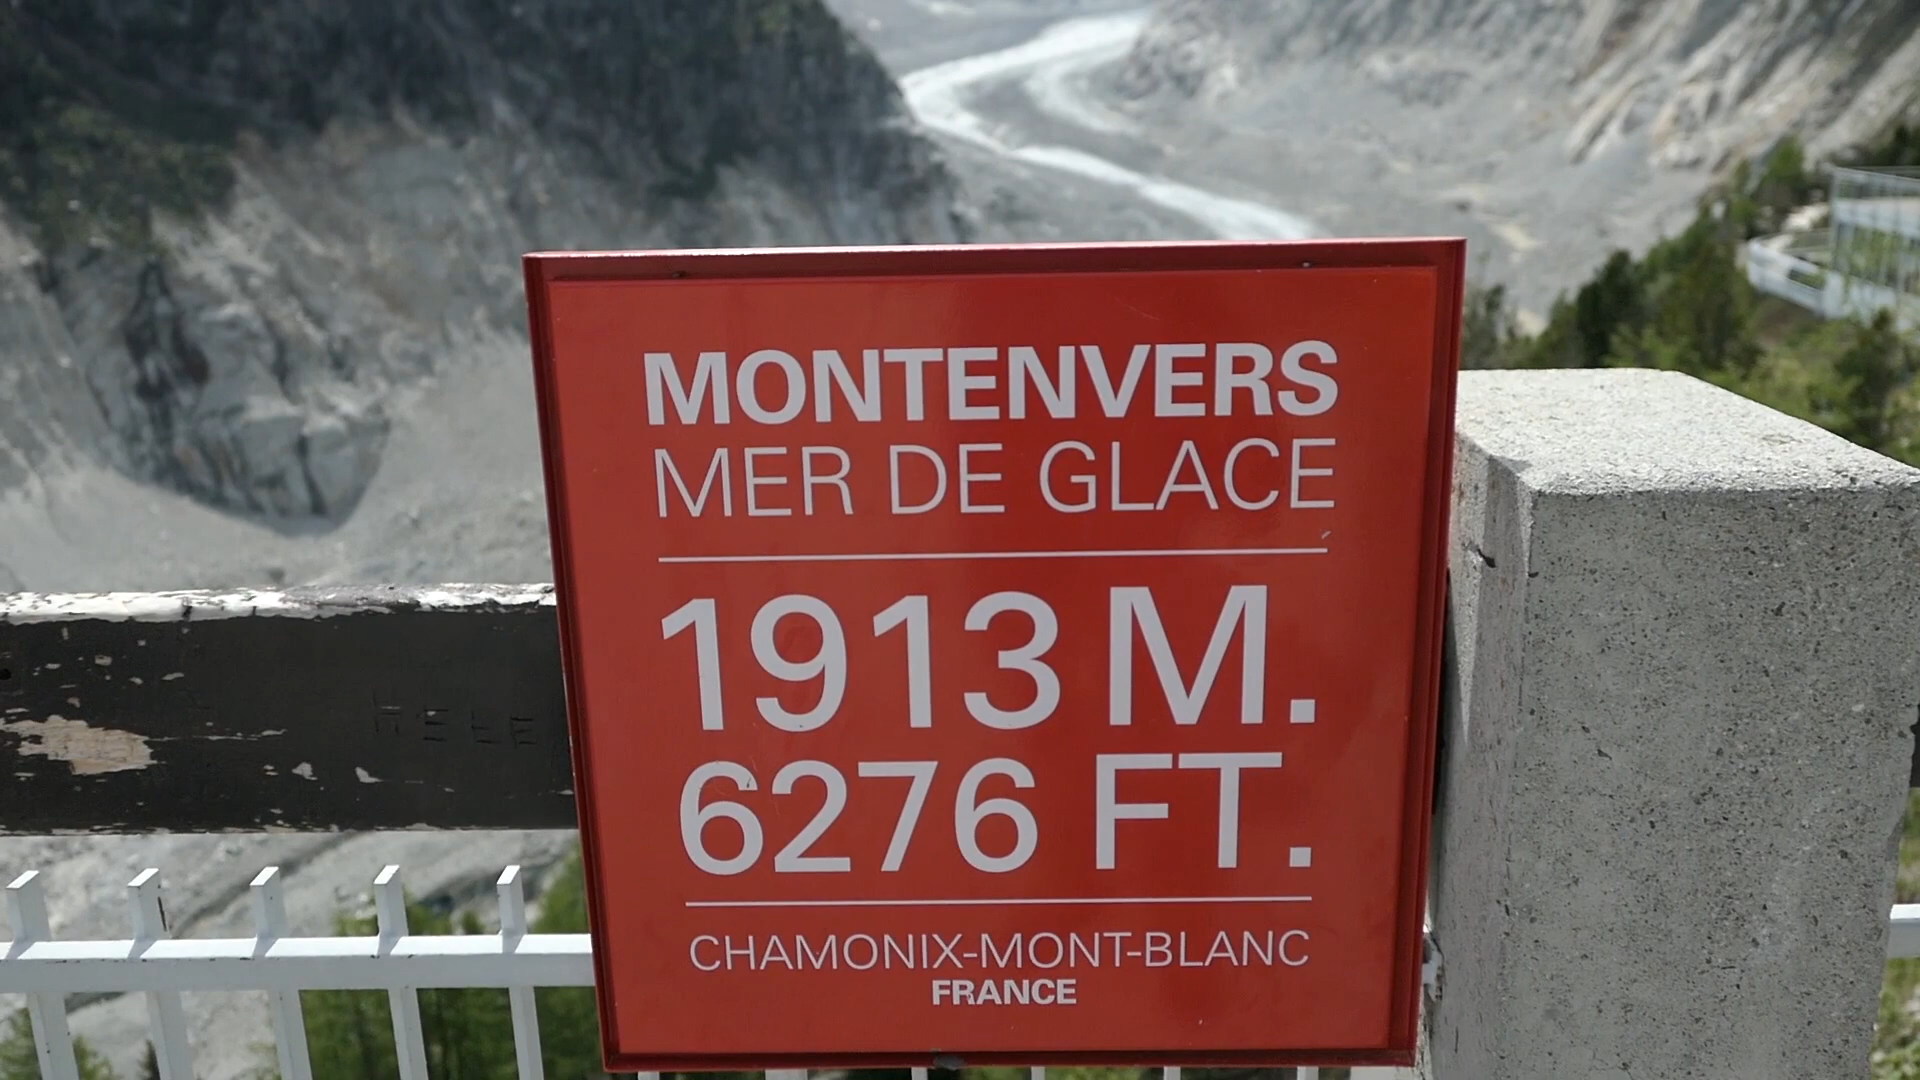 MONTENVERS
MER DE GLACE
1913 M.
6276 FT.
CHAMONIX-MONT-BLANC
FRANCE